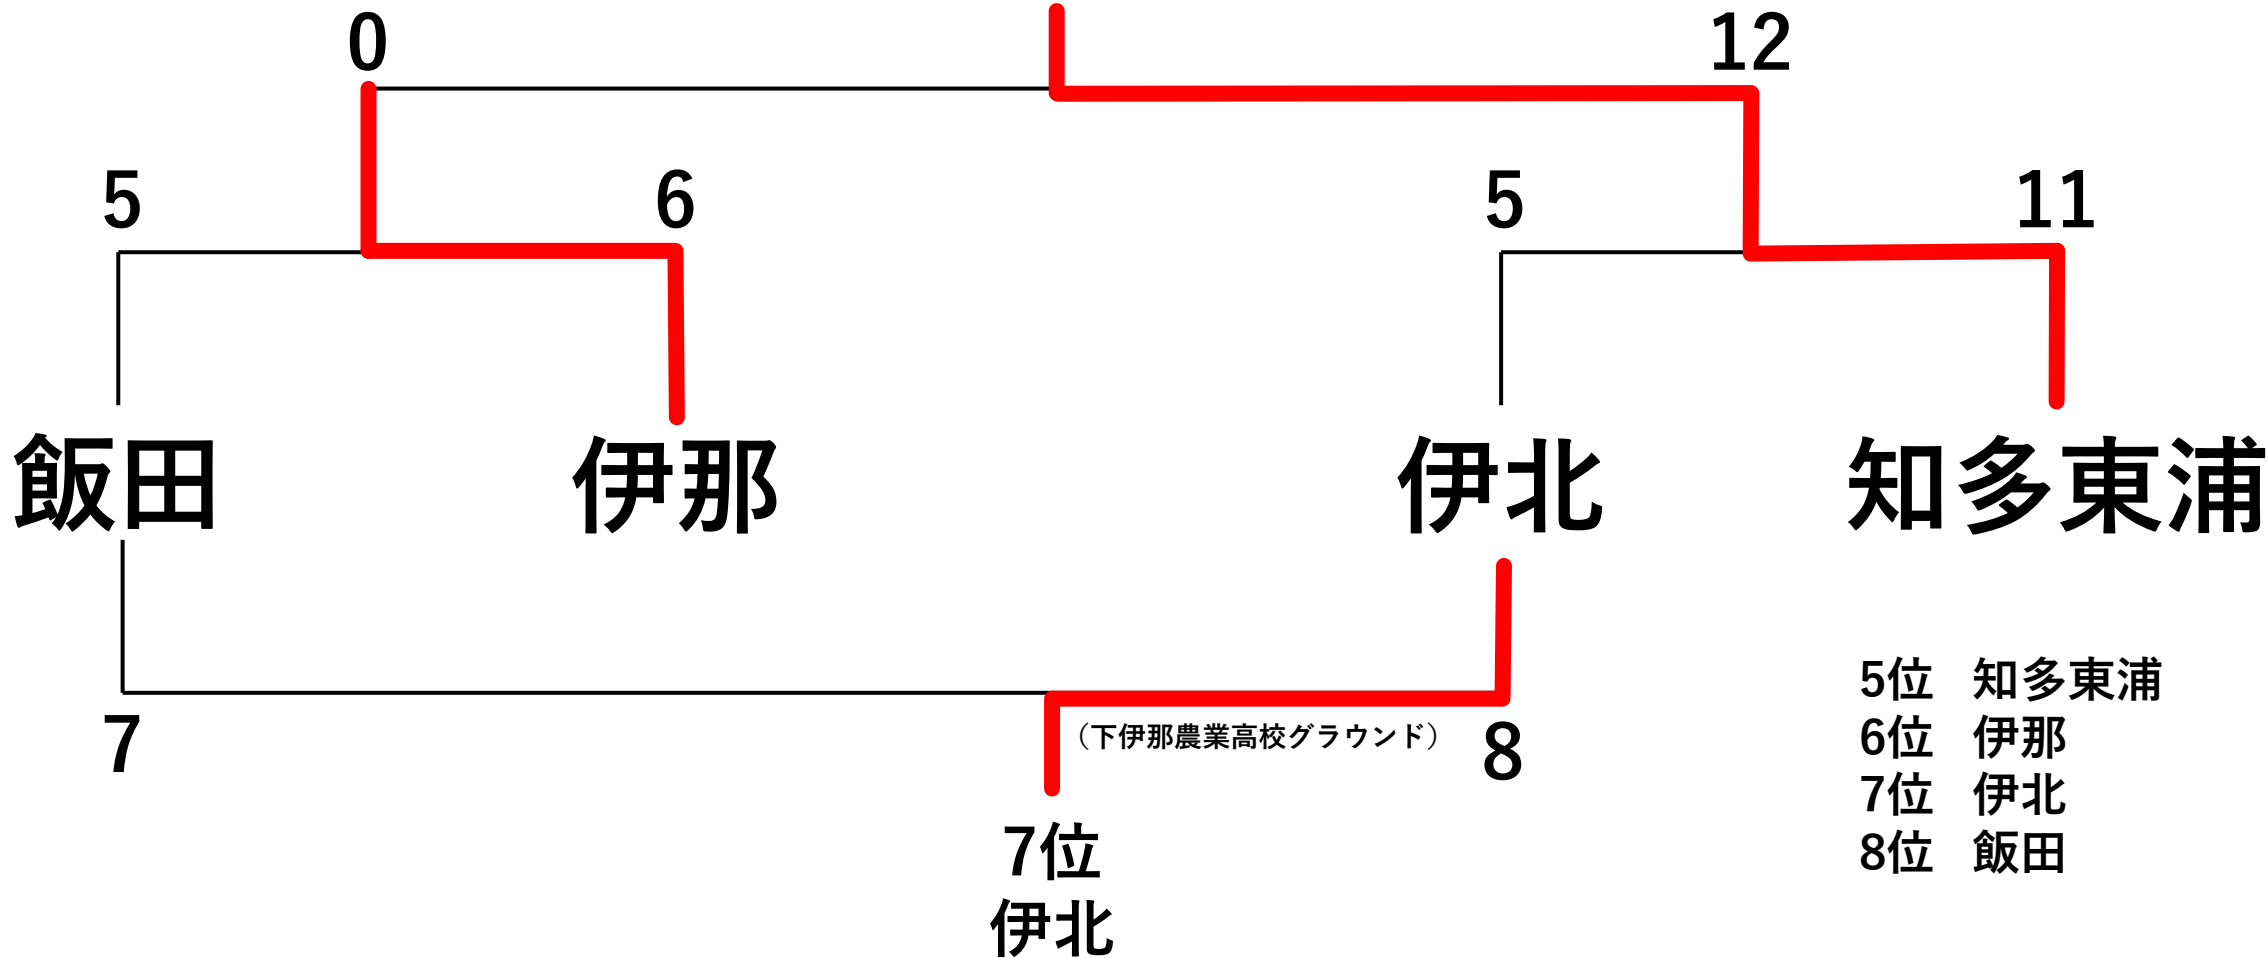 0 12
5 6 5 11
飯田 伊那 伊北 知多東浦
7 （下伊那農業高校グラウンド） 8
7位
伊北
5位 知多東浦
6位 伊那
7位 伊北
8位 飯田